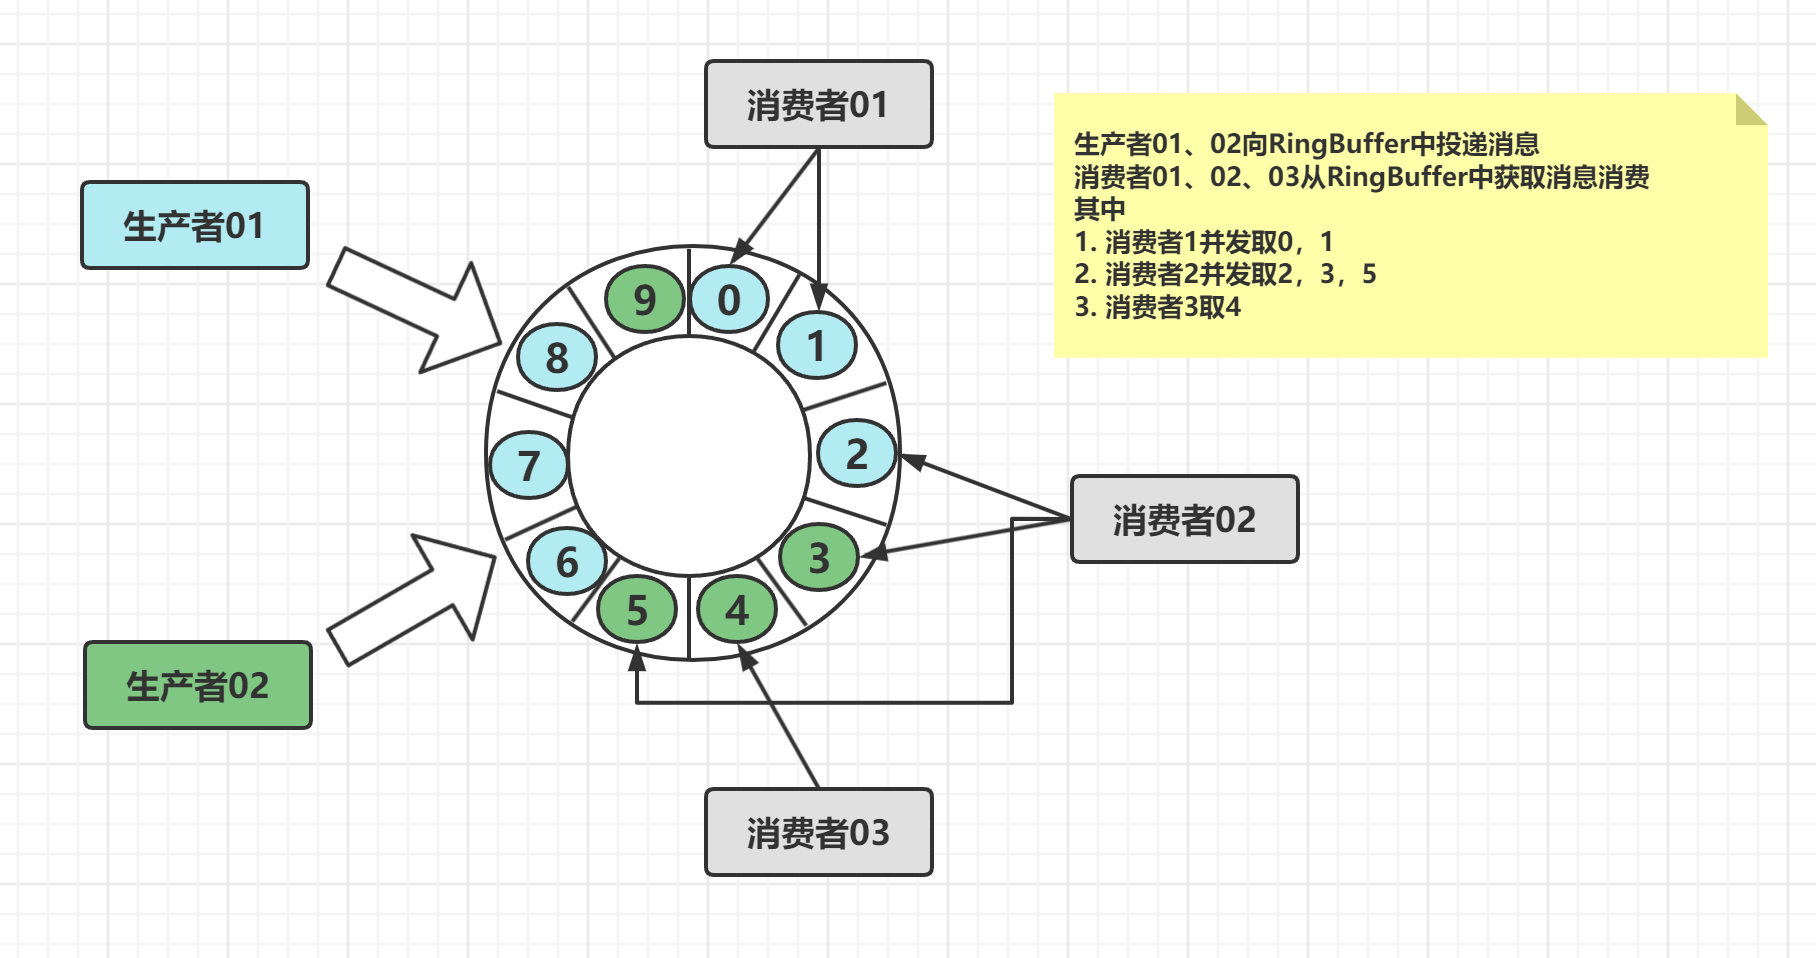 消费者01
生产者01、02向RingBuffer中投递消息
消费者01、02、03从RingBuffer中获取消息消费
其中
1. 消费者1并发取0，1
2. 消费者2并发取2，3，5
3. 消费者3取4
生产者01
9
0
8
1
7
2
6
3
5
4
消费者02
生产者02
消费者03